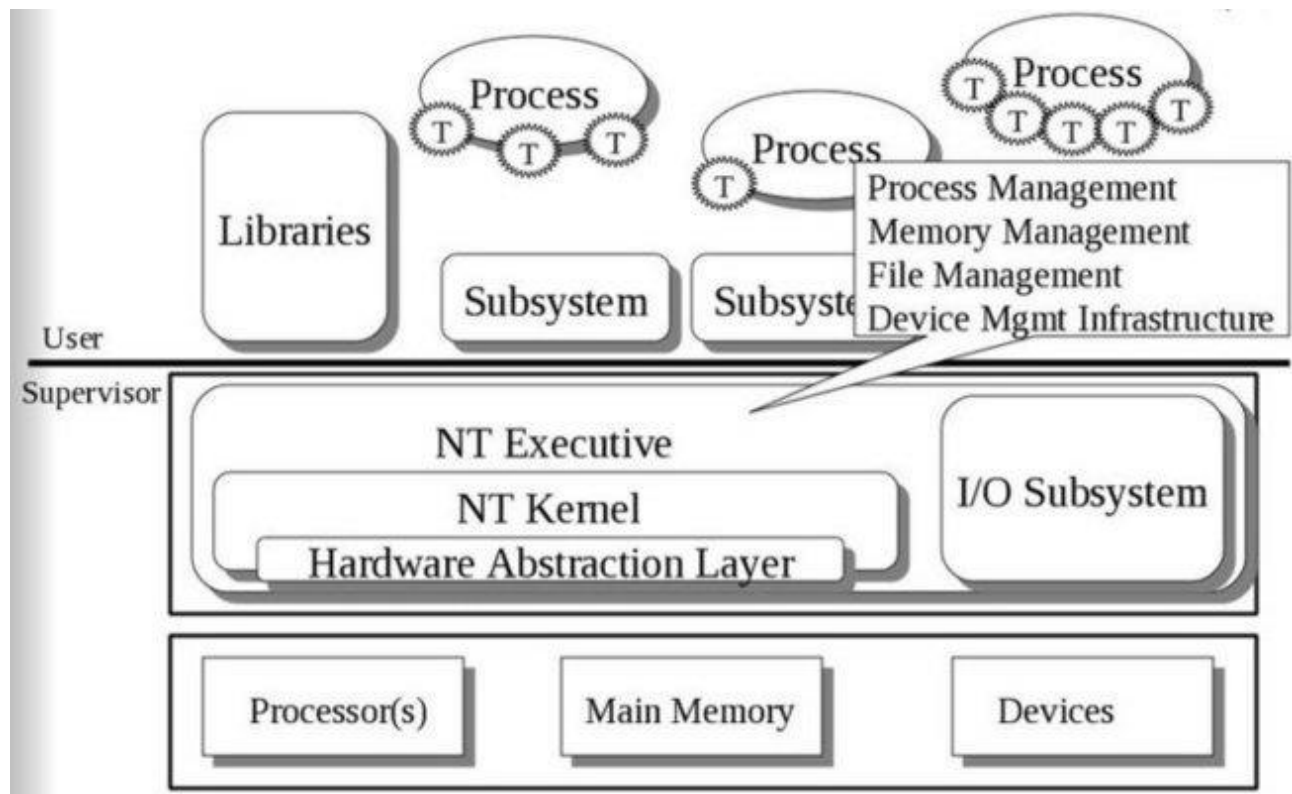 Process
T
T
T
Process
T
Process
T
T
T
T
T
Libraries
Subsystem
Subsyste
Process Management
Memory Management
File Management
Device Mgmt Infrastructure
User
Supervisor
NT Executive
NT Kernel
Hardware Abstraction Layer
I/O Subsystem
Processor(s)
Main Memory
Devices